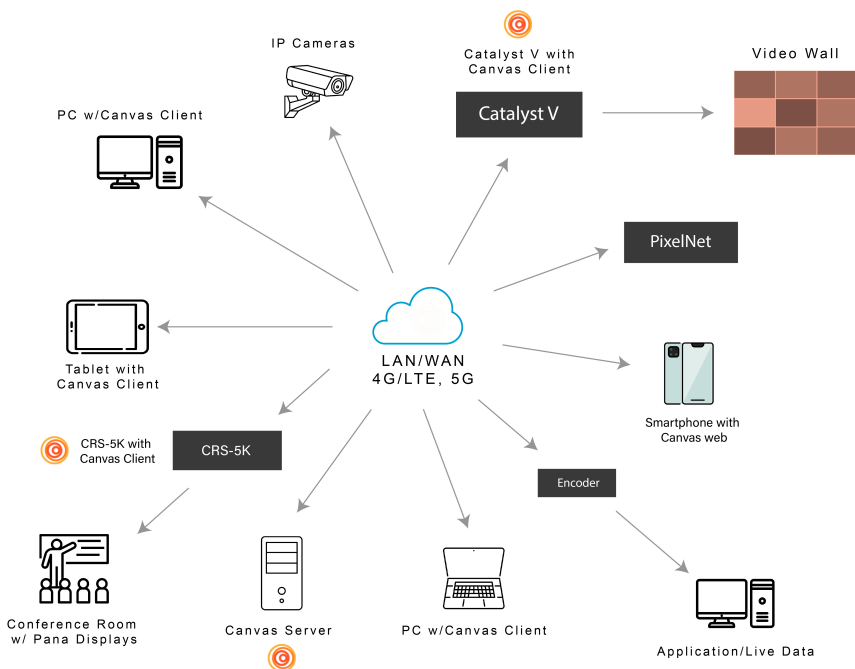 IP Cameras
Catalyst V with
Canvas Client
Video Wall
PC w/Canvas Client
Catalyst V
PixelNet
LAN/WAN
4G/LTE, 5G
Tablet with
Canvas Client
Smartphone with
Canvas web
CRS-5K with
Canvas Client
CRS-5K
Encoder
Conference Room
w/ Pana Displays
Canvas Server
PC w/Canvas Client
Application/Live Data